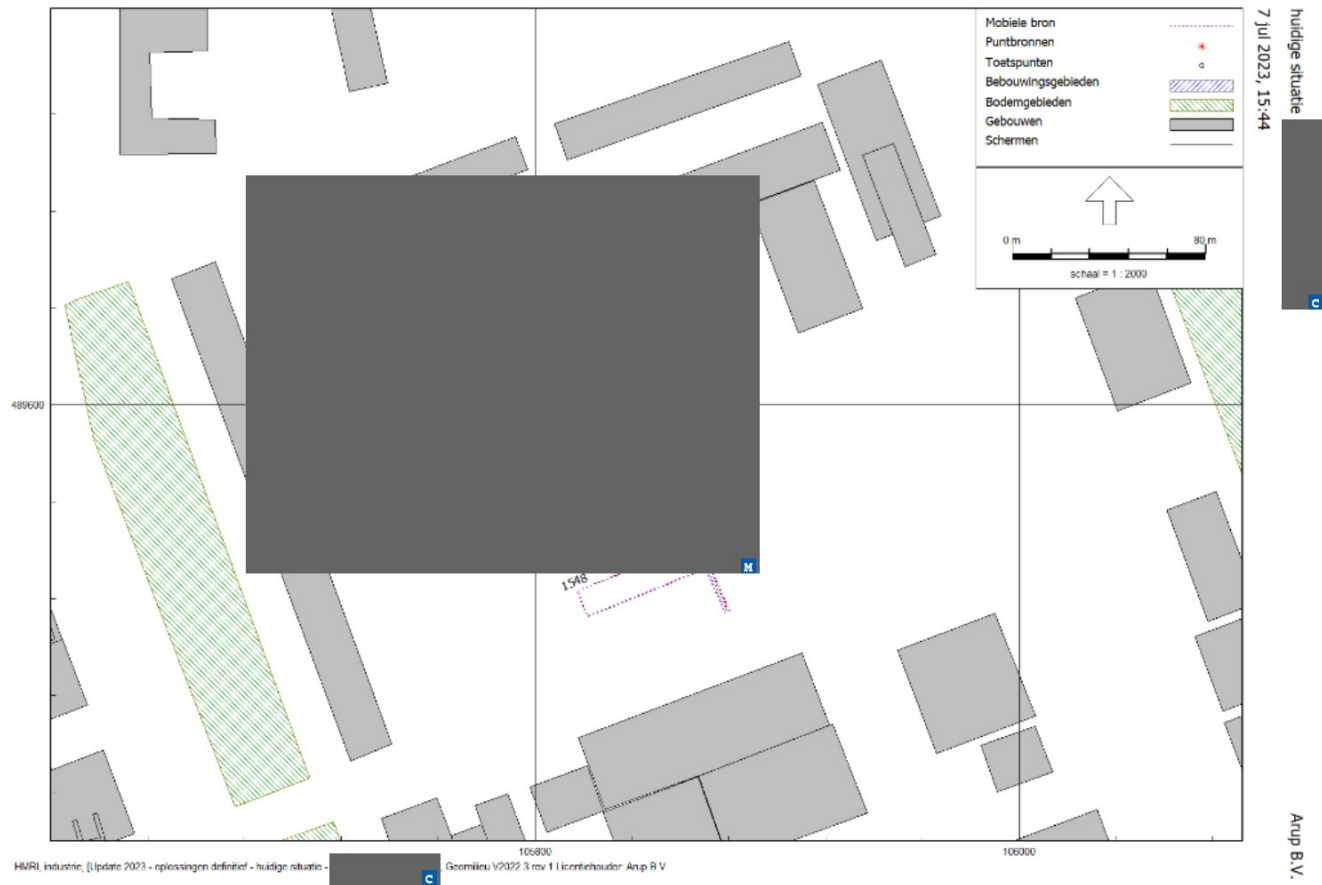 huidige situatie
7 jul 2023, 15:44
C
Mobiele bron
Puntbronnen
Toetspunten
Bebouwingsgebieden
Bodemgebieden
Gebouwen
Schermen
0 m
80 m
schaal = 1 : 2000
489600
M
1548
105800
106000
HMRI, industrie, [Update 2023 - oplossingen definitief - huidige situatie -
C
Geomilieu V2022.3 rev 1 Licentiehouder: Arup B.V.
Arup B.V.